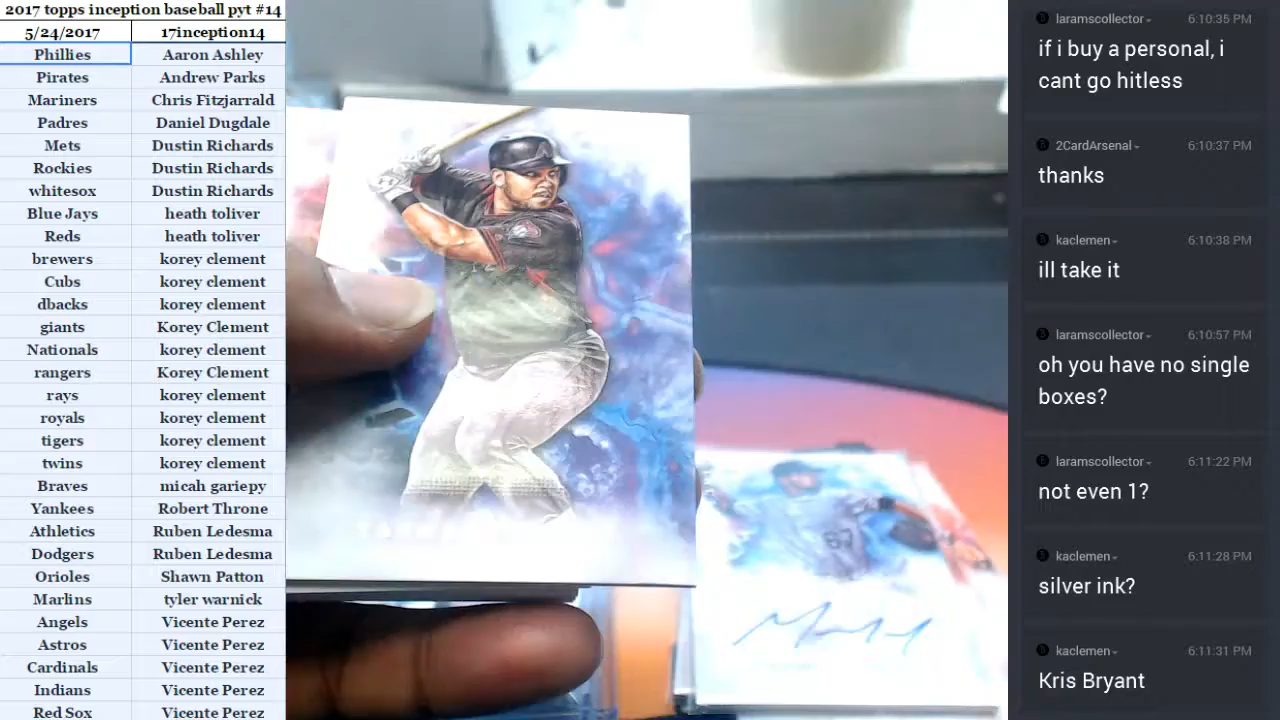 2017 topps inception baseball pyt #14
5/24/2017 17inception14
Phillies Aaron Ashley
Pirates Andrew Parks
Mariners Chris Fitzjarrald
Padres Daniel Dugdale
Mets Dustin Richards
Rockies Dustin Richards
whitesox Dustin Richards
Blue Jays heath toliver
Reds heath toliver
brewers korey clement
Cubs korey clement
dbacks korey clement
giants Korey Clement
Nationals korey clement
rangers Korey Clement
rays korey clement
royals korey clement
tigers korey clement
twins korey clement
Braves micah gariepy
Yankees Robert Throne
Athletics Ruben Ledesma
Dodgers Ruben Ledesma
Orioles Shawn Patton
Marlins tyler warnick
Angels Vicente Perez
Astros Vicente Perez
Cardinals Vicente Perez
Indians Vicente Perez
Red Sox Vicente Perez
laramscollector 6:10:35 PM
if i buy a personal, i
cant go hitless
2CardArsenal 6:10:37 PM
thanks
kaclemen 6:10:38 PM
ill take it
laramscollector 6:10:57 PM
oh you have no single
boxes?
laramscollector 6:11:22 PM
not even 1?
kaclemen 6:11:28 PM
silver ink?
kaclemen 6:11:31 PM
Kris Bryant